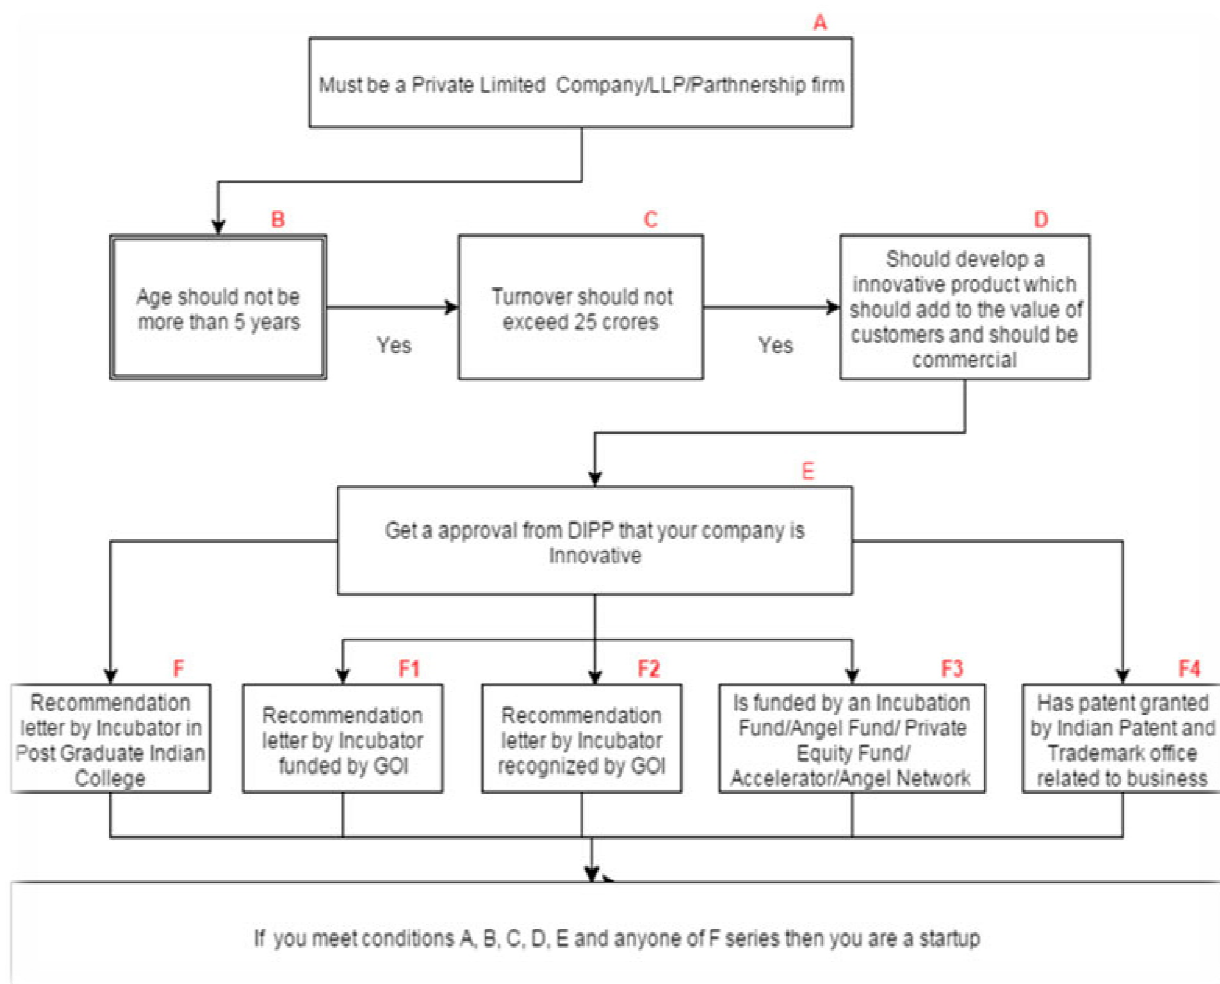 A
Must be a Private Limited Company/LLP/Parthnership firm
B
C
D
Age should not be
more than 5 years
Yes
Turnover should not
exceed 25 crores
Yes
Should develop a
innovative product which
should add to the value of
customers and should be
commercial
E
Get a approval from DIPP that your company is
Innovative
F
F1
F2
F3
F4
Recommendation
letter by Incubator in
Post Graduate Indian
College
Recommendation
letter by Incubator
funded by GOI
Recommendation
letter by Incubator
recognized by GOI
Is funded by an Incubation
Fund/Angel Fund/ Private
Equity Fund/
Accelerator/Angel Network
Has patent granted
by Indian Patent and
Trademark office
related to business
If you meet conditions A, B, C, D, E and anyone of F series then you are a startup